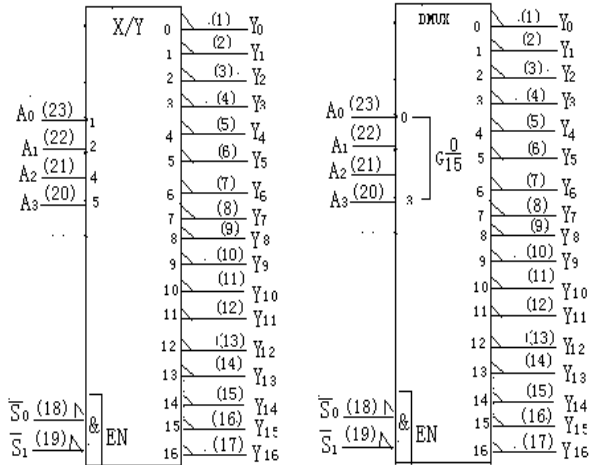 X/Y
0 (1) Y0
1 (2) Y1
2 (3) Y2
3 (4) Y3
4 (5) Y4
5 (6) Y5
6 (7) Y6
7 (8) Y7
8 (9) Y8
9 (10) Y9
10 (11) Y10
11 (12) Y11
12 (13) Y12
13 (14) Y13
14 (15) Y14
15 (16) Y15
16 (17) Y16
A0 (23) 1
A1 (22) 2
A2 (21) 4
A3 (20) 5
S̅0 (18)
S̅1 (19)
& EN
DMUX
0 (1) Y0
1 (2) Y1
2 (3) Y2
3 (4) Y3
4 (5) Y4
5 (6) Y5
6 (7) Y6
7 (8) Y7
8 (9) Y8
9 (10) Y9
10 (11) Y10
11 (12) Y11
12 (13) Y12
13 (14) Y13
14 (15) Y14
15 (16) Y15
16 (17) Y16
A0 (23) 0
A1 (22)
A2 (21)
A3 (20) 3
G 0/15
S̅0 (18)
S̅1 (19)
& EN